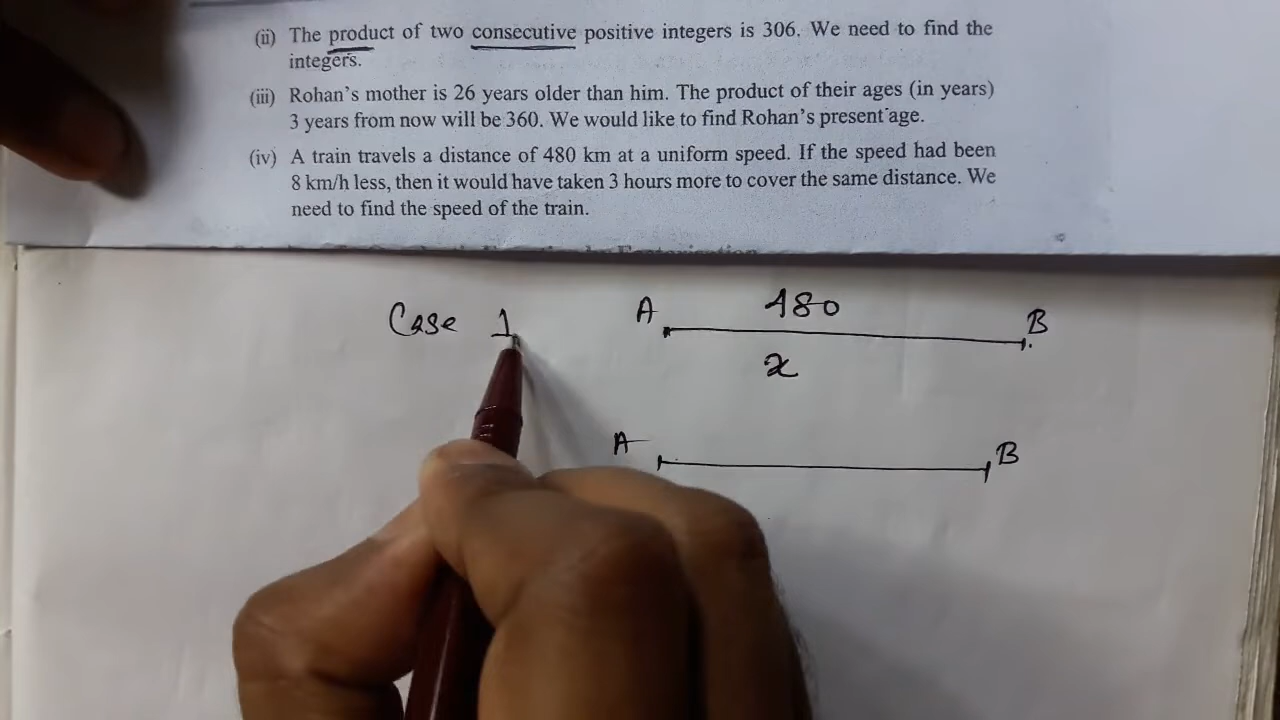 (ii) The product of two consecutive positive integers is 306. We need to find the
integers.
(iii) Rohan's mother is 26 years older than him. The product of their ages (in years)
3 years from now will be 360. We would like to find Rohan's present age.
(iv) A train travels a distance of 480 km at a uniform speed. If the speed had been
8 km/h less, then it would have taken 3 hours more to cover the same distance. We
need to find the speed of the train.
Case 1 A 480 B
x
A B